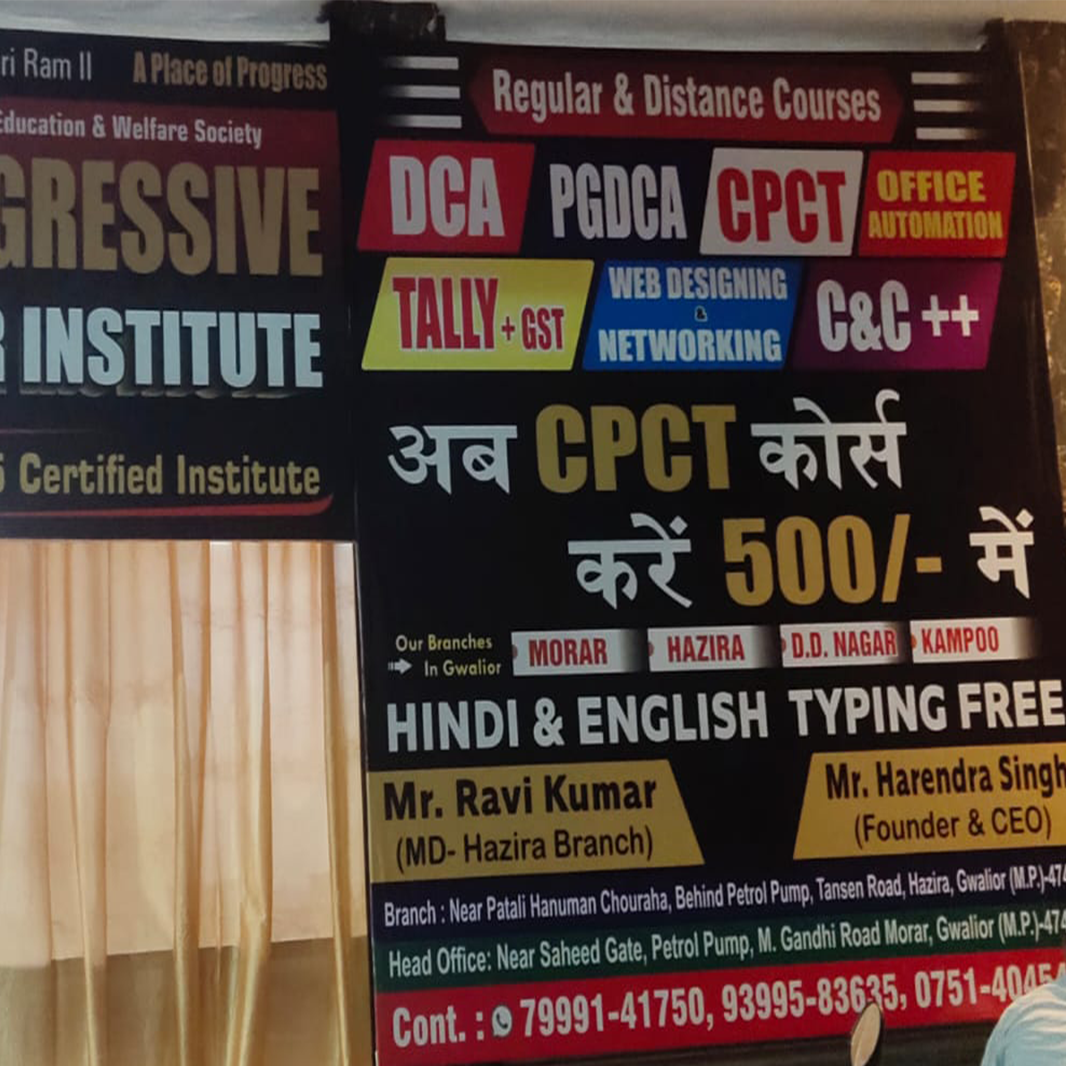 ri Ram II A Place of Progress
Education & Welfare Society
GRESSIVE
R INSTITUTE
5 Certified Institute
Regular & Distance Courses
DCA PGDCA CPCT OFFICE AUTOMATION
TALLY + GST WEB DESIGNING & NETWORKING C&C ++
अब CPCT कोर्स
करें 500/- में
Our Branches In Gwalior MORAR HAZIRA D.D. NAGAR KAMPOO
HINDI & ENGLISH TYPING FREE
Mr. Ravi Kumar
(MD- Hazira Branch)
Mr. Harendra Singh
(Founder & CEO)
Branch : Near Patali Hanuman Chouraha, Behind Petrol Pump, Tansen Road, Hazira, Gwalior (M.P.)-474
Head Office: Near Saheed Gate, Petrol Pump, M. Gandhi Road Morar, Gwalior (M.P.)-474
Cont. : 79991-41750, 93995-83635, 0751-4045